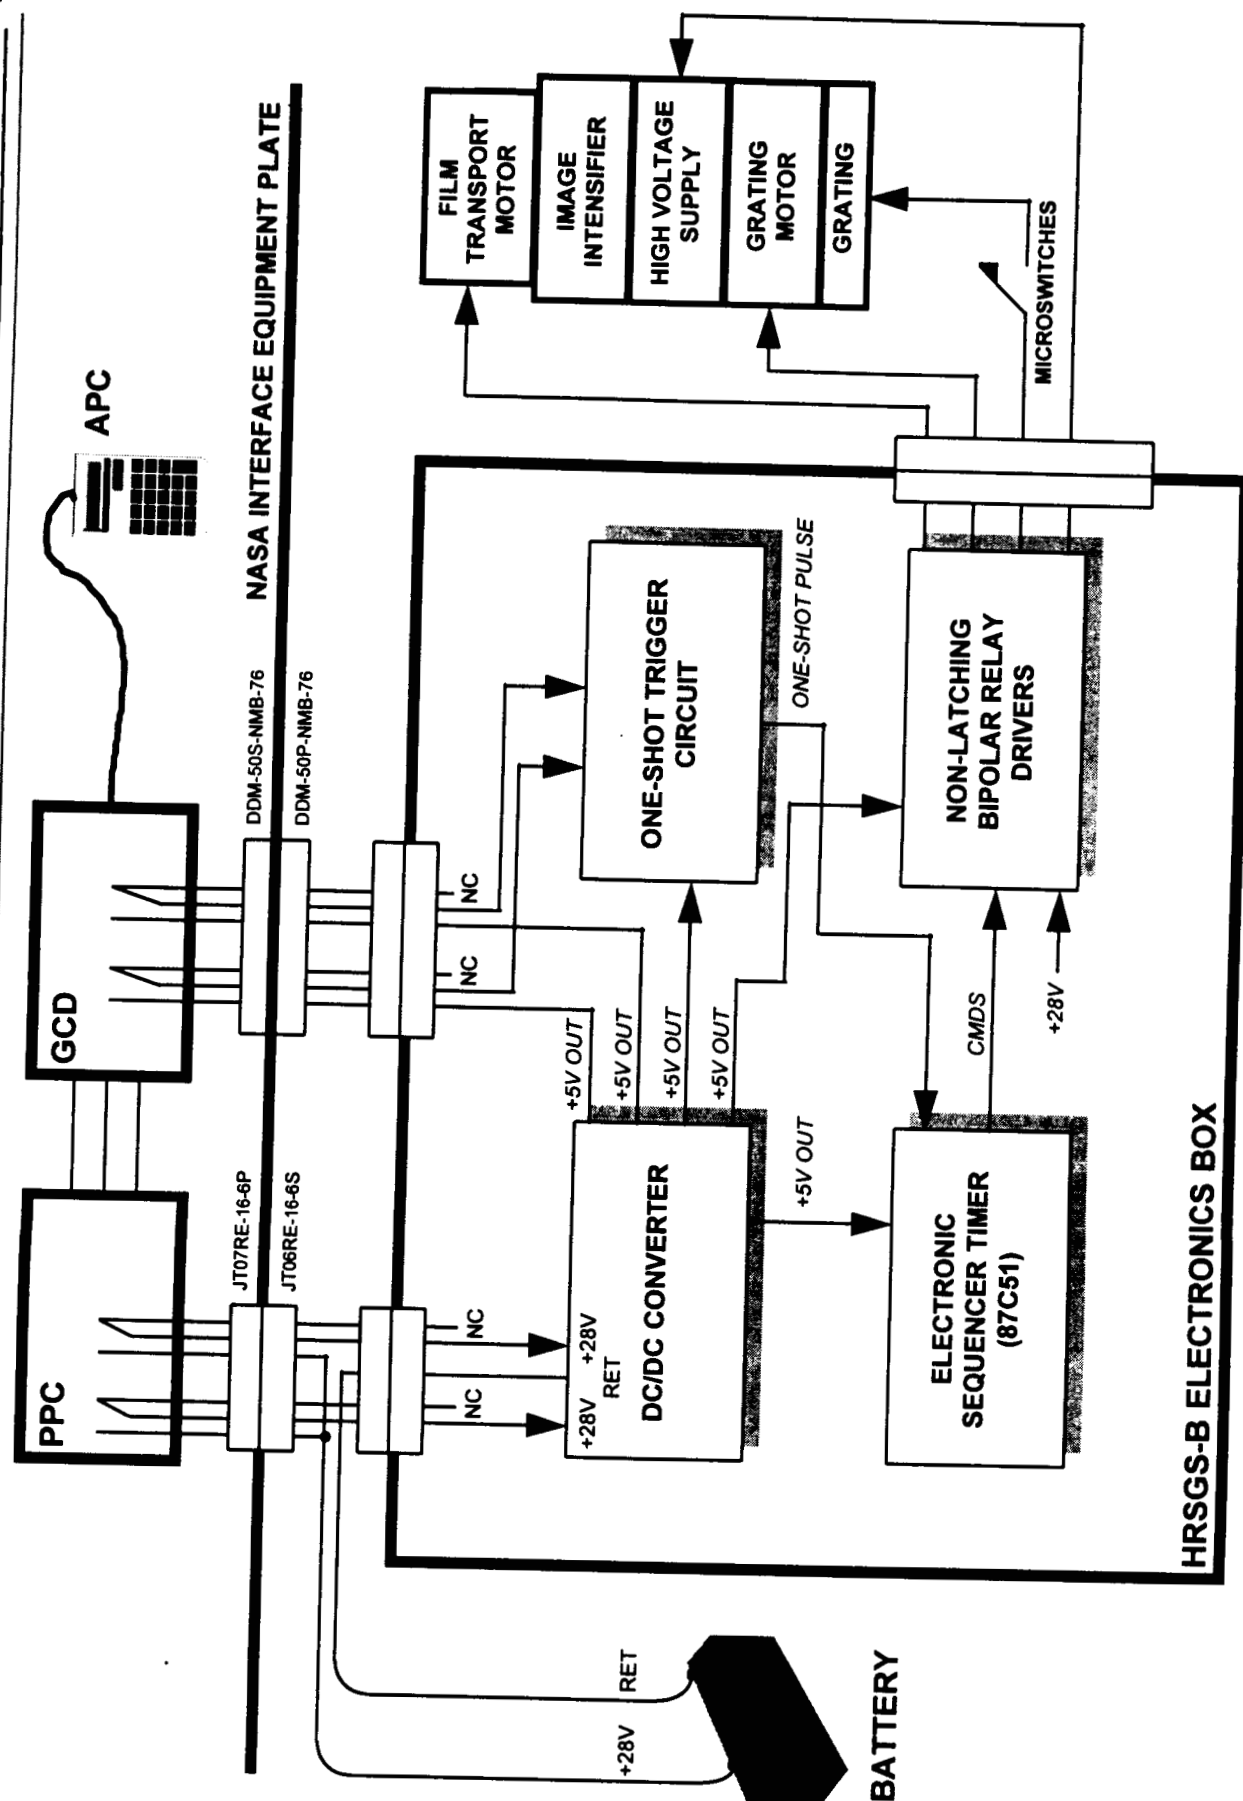 APC
GCD
PPC
NASA INTERFACE EQUIPMENT PLATE
DDM-50S-NMB-76
DDM-50P-NMB-76
JT07RE-16-6P
JT06RE-16-6S
NC
NC
NC
NC
+28V
RET
+28V
DC/DC CONVERTER
+5V OUT
+5V OUT
+5V OUT
+5V OUT
+5V OUT
ONE-SHOT TRIGGER
CIRCUIT
ONE-SHOT PULSE
ELECTRONIC
SEQUENCER TIMER
(87C51)
CMDS
+28V
NON-LATCHING
BIPOLAR RELAY
DRIVERS
FILM
TRANSPORT
MOTOR
IMAGE
INTENSIFIER
HIGH VOLTAGE
SUPPLY
GRATING
MOTOR
GRATING
MICROSWITCHES
+28V
RET
BATTERY
HRSGS-B ELECTRONICS BOX